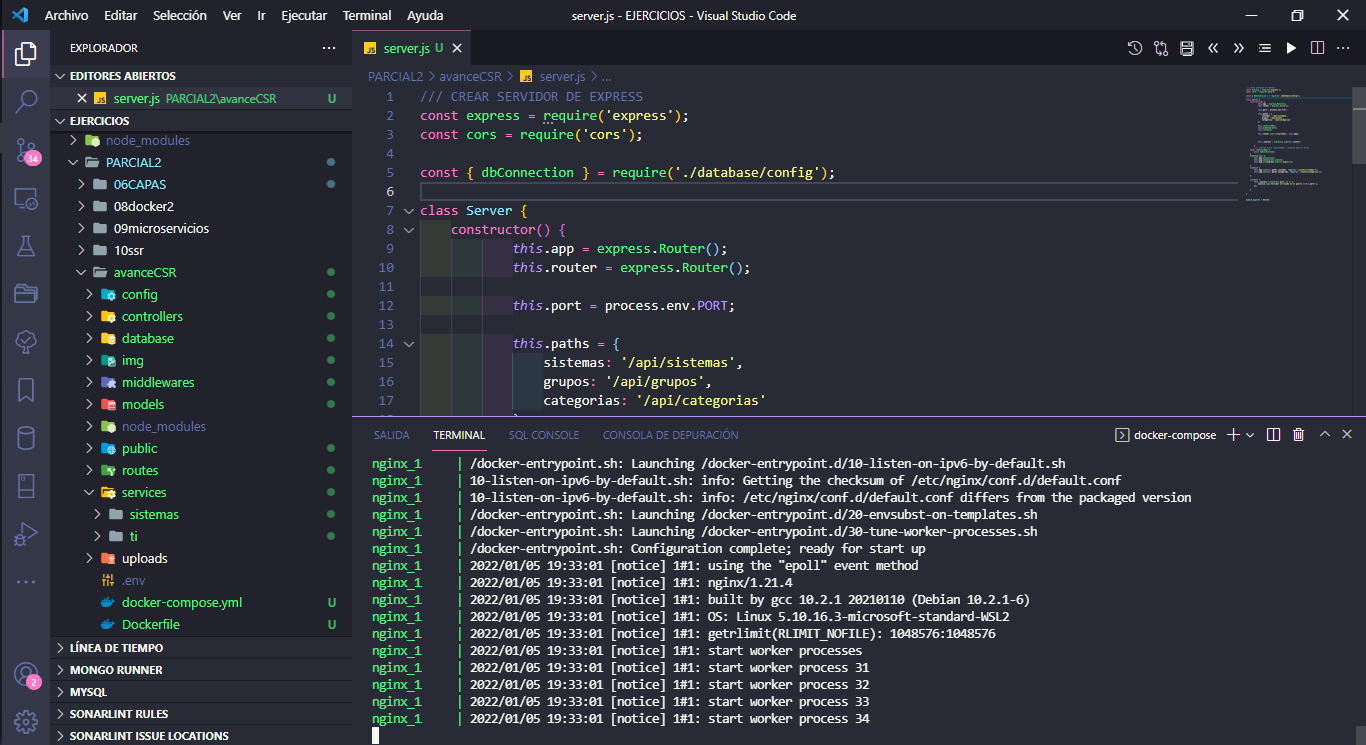 Archivo Editar Selección Ver Ir Ejecutar Terminal Ayuda
server.js - EJERCICIOS - Visual Studio Code
EXPLORADOR
EDITORES ABIERTOS
server.js PARCIAL2\avanceCSR U
EJERCICIOS
node_modules
PARCIAL2
06CAPAS
08docker2
09microservicios
10ssr
avanceCSR
config
controllers
database
img
middlewares
models
node_modules
public
routes
services
sistemas
ti
uploads
.env
docker-compose.yml U
Dockerfile U
LÍNEA DE TIEMPO
MONGO RUNNER
MYSQL
SONARLINT RULES
SONARLINT ISSUE LOCATIONS
34
2
server.js U
PARCIAL2 > avanceCSR > server.js > ...
1 /// CREAR SERVIDOR DE EXPRESS
2 const express = require('express');
3 const cors = require('cors');
4
5 const { dbConnection } = require('./database/config');
6
7 class Server {
8 constructor() {
9 this.app = express.Router();
10 this.router = express.Router();
11
12 this.port = process.env.PORT;
13
14 this.paths = {
15 sistemas: '/api/sistemas',
16 grupos: '/api/grupos',
17 categorias: '/api/categorias'
SALIDA TERMINAL SQL CONSOLE CONSOLA DE DEPURACIÓN
docker-compose
nginx_1 | /docker-entrypoint.sh: Launching /docker-entrypoint.d/10-listen-on-ipv6-by-default.sh
nginx_1 | 10-listen-on-ipv6-by-default.sh: info: Getting the checksum of /etc/nginx/conf.d/default.conf
nginx_1 | 10-listen-on-ipv6-by-default.sh: info: /etc/nginx/conf.d/default.conf differs from the packaged version
nginx_1 | /docker-entrypoint.sh: Launching /docker-entrypoint.d/20-envsubst-on-templates.sh
nginx_1 | /docker-entrypoint.sh: Launching /docker-entrypoint.d/30-tune-worker-processes.sh
nginx_1 | /docker-entrypoint.sh: Configuration complete; ready for start up
nginx_1 | 2022/01/05 19:33:01 [notice] 1#1: using the "epoll" event method
nginx_1 | 2022/01/05 19:33:01 [notice] 1#1: nginx/1.21.4
nginx_1 | 2022/01/05 19:33:01 [notice] 1#1: built by gcc 10.2.1 20210110 (Debian 10.2.1-6)
nginx_1 | 2022/01/05 19:33:01 [notice] 1#1: OS: Linux 5.10.16.3-microsoft-standard-WSL2
nginx_1 | 2022/01/05 19:33:01 [notice] 1#1: getrlimit(RLIMIT_NOFILE): 1048576:1048576
nginx_1 | 2022/01/05 19:33:01 [notice] 1#1: start worker processes
nginx_1 | 2022/01/05 19:33:01 [notice] 1#1: start worker process 31
nginx_1 | 2022/01/05 19:33:01 [notice] 1#1: start worker process 32
nginx_1 | 2022/01/05 19:33:01 [notice] 1#1: start worker process 33
nginx_1 | 2022/01/05 19:33:01 [notice] 1#1: start worker process 34